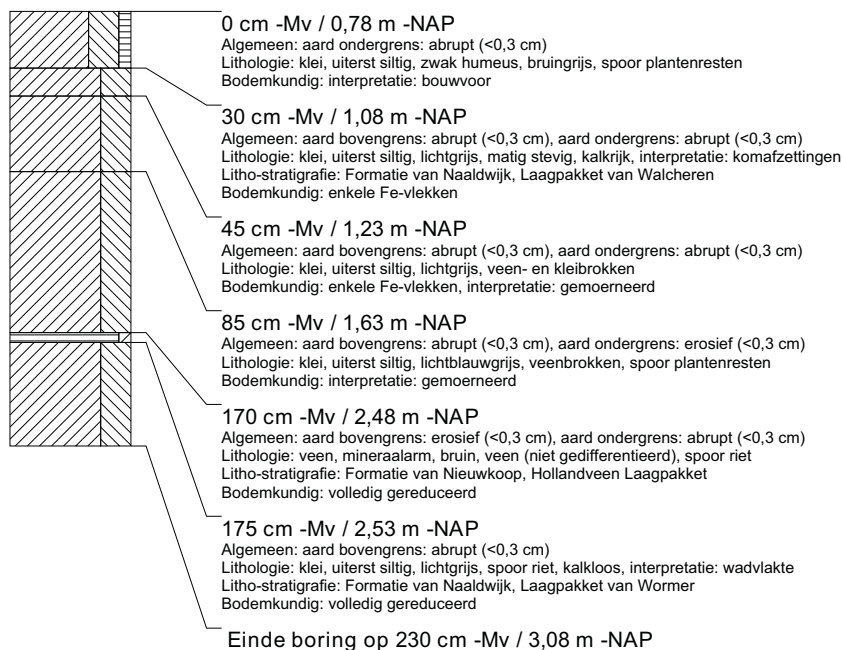 0 cm -Mv / 0,78 m -NAP
Algemeen: aard ondergrens: abrupt (<0,3 cm)
Lithologie: klei, uiterst siltig, zwak humeus, bruingrijs, spoor plantenresten
Bodemkundig: interpretatie: bouwvoor
30 cm -Mv / 1,08 m -NAP
Algemeen: aard bovengrens: abrupt (<0,3 cm), aard ondergrens: abrupt (<0,3 cm)
Lithologie: klei, uiterst siltig, lichtgrijs, matig stevig, kalkrijk, interpretatie: komafzettingen
Litho-stratigrafie: Formatie van Naaldwijk, Laagpakket van Walcheren
Bodemkundig: enkele Fe-vlekken
45 cm -Mv / 1,23 m -NAP
Algemeen: aard bovengrens: abrupt (<0,3 cm), aard ondergrens: abrupt (<0,3 cm)
Lithologie: klei, uiterst siltig, lichtgrijs, veen- en kleibrokken
Bodemkundig: enkele Fe-vlekken, interpretatie: gemoerneerd
85 cm -Mv / 1,63 m -NAP
Algemeen: aard bovengrens: abrupt (<0,3 cm), aard ondergrens: erosief (<0,3 cm)
Lithologie: klei, uiterst siltig, lichtblauwgrijs, veenbrokken, spoor plantenresten
Bodemkundig: interpretatie: gemoerneerd
170 cm -Mv / 2,48 m -NAP
Algemeen: aard bovengrens: erosief (<0,3 cm), aard ondergrens: abrupt (<0,3 cm)
Lithologie: veen, mineraalarm, bruin, veen (niet gedifferentieerd), spoor riet
Litho-stratigrafie: Formatie van Nieuwkoop, Hollandveen Laagpakket
Bodemkundig: volledig gereduceerd
175 cm -Mv / 2,53 m -NAP
Algemeen: aard bovengrens: abrupt (<0,3 cm)
Lithologie: klei, uiterst siltig, lichtgrijs, spoor riet, kalkloos, interpretatie: wadvlakte
Litho-stratigrafie: Formatie van Naaldwijk, Laagpakket van Wormer
Bodemkundig: volledig gereduceerd
Einde boring op 230 cm -Mv / 3,08 m -NAP